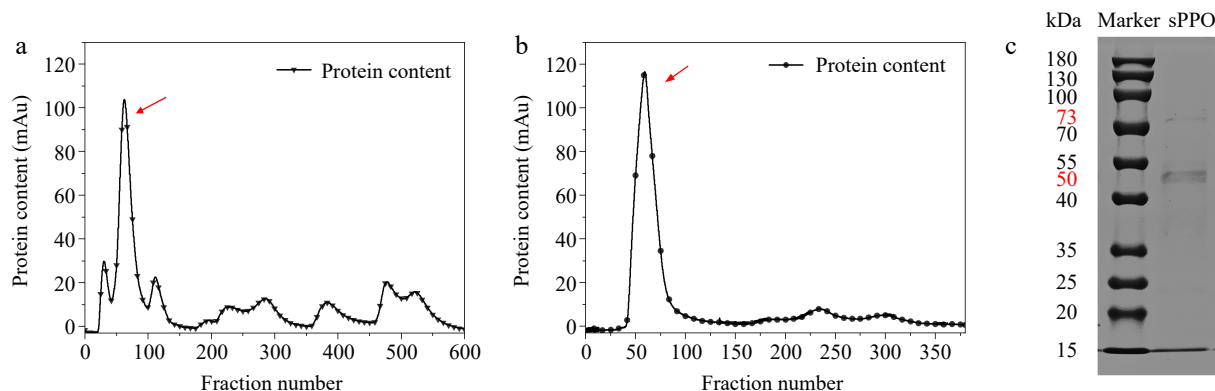 a
Protein content (mAu)
120
100
80
60
40
20
0
Protein content
0 100 200 300 400 500 600
Fraction number
b
Protein content (mAu)
120
100
80
60
40
20
0
Protein content
0 50 100 150 200 250 300 350
Fraction number
c
kDa Marker sPPO
180
130
100
73
70
55
50
40
35
25
20
15